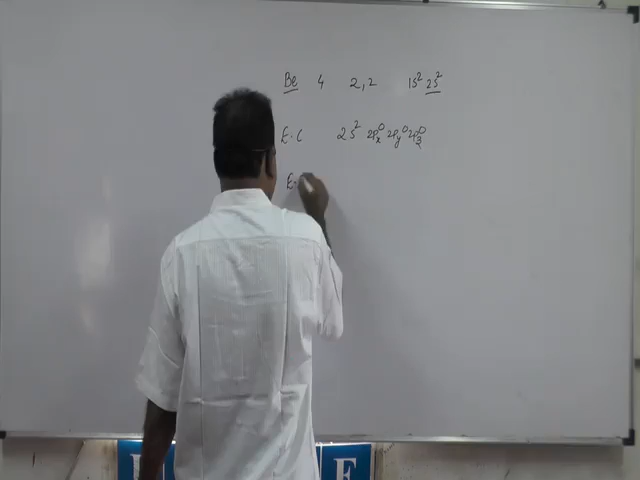 Be 4 2,2 1s² 2s²
E.C 2s² 2px⁰ 2py⁰ 2pz⁰
E.
F